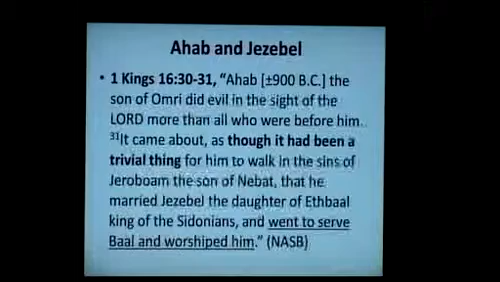 Ahab and Jezebel
• 1 Kings 16:30-31, "Ahab [±900 B.C.] the
son of Omri did evil in the sight of the
LORD more than all who were before him.
³¹It came about, as though it had been a
trivial thing for him to walk in the sins of
Jeroboam the son of Nebat, that he
married Jezebel the daughter of Ethbaal
king of the Sidonians, and went to serve
Baal and worshiped him." (NASB)